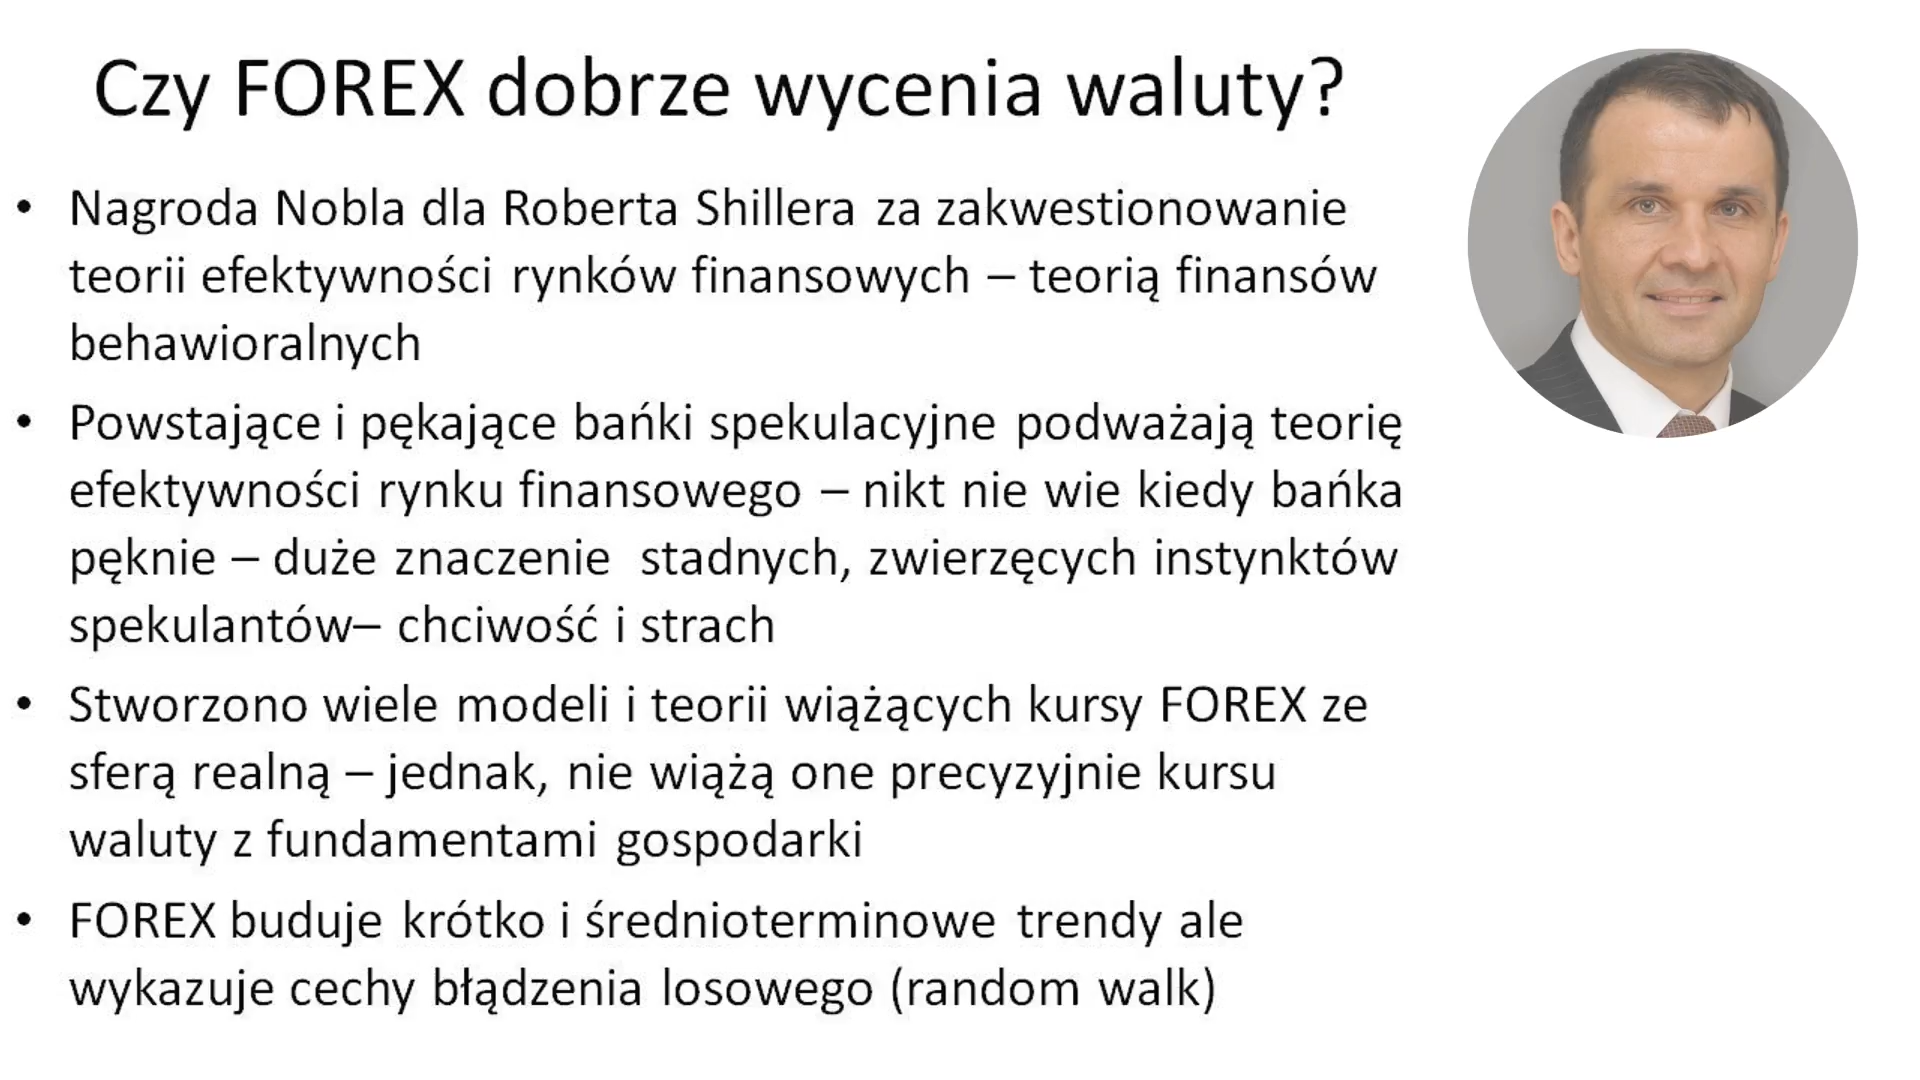 Czy FOREX dobrze wycenia waluty?
• Nagroda Nobla dla Roberta Shillera za zakwestionowanie
teorii efektywności rynków finansowych – teorią finansów
behawioralnych
• Powstające i pękające bańki spekulacyjne podważają teorię
efektywności rynku finansowego – nikt nie wie kiedy bańka
pęknie – duże znaczenie stadnych, zwierzęcych instynktów
spekulantów– chciwość i strach
• Stworzono wiele modeli i teorii wiążących kursy FOREX ze
sferą realną – jednak, nie wiążą one precyzyjnie kursu
waluty z fundamentami gospodarki
• FOREX buduje krótko i średnioterminowe trendy ale
wykazuje cechy błądzenia losowego (random walk)